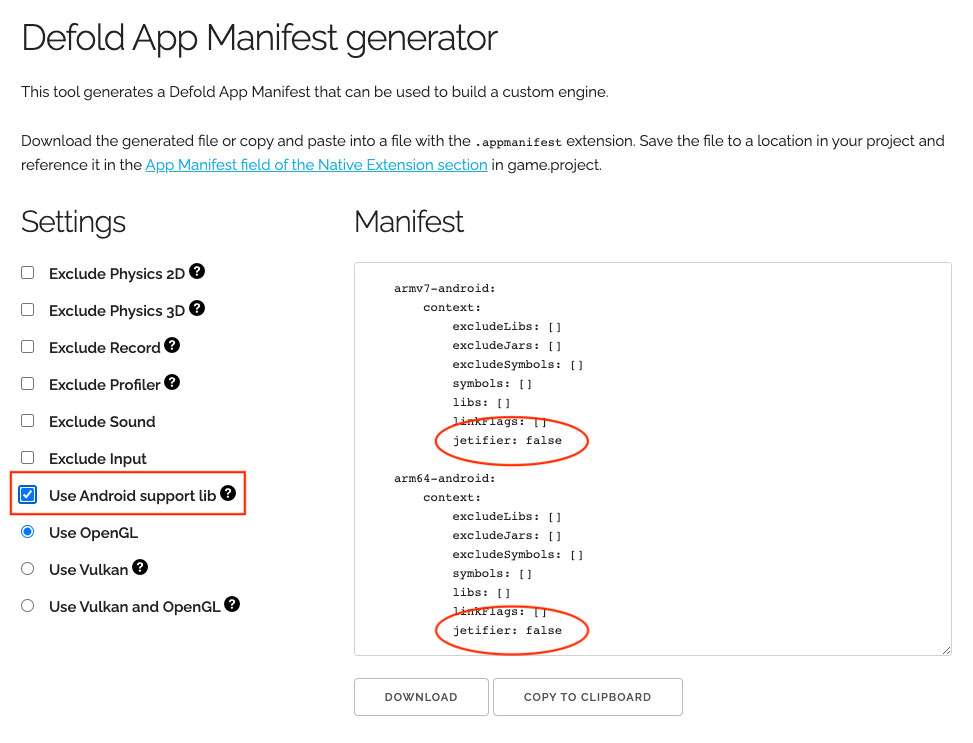 Defold App Manifest generator
This tool generates a Defold App Manifest that can be used to build a custom engine.
Download the generated file or copy and paste into a file with the .appmanifest extension. Save the file to a location in your project and
reference it in the App Manifest field of the Native Extension section in game.project.
Settings
Exclude Physics 2D ?
Exclude Physics 3D ?
Exclude Record ?
Exclude Profiler ?
Exclude Sound
Exclude Input
Use Android support lib ?
Use OpenGL
Use Vulkan ?
Use Vulkan and OpenGL ?
Manifest
armv7-android:
context:
excludeLibs: []
excludeJars: []
excludeSymbols: []
symbols: []
libs: []
linkFlags: []
jetifier: false
arm64-android:
context:
excludeLibs: []
excludeJars: []
excludeSymbols: []
symbols: []
libs: []
linkFlags: []
jetifier: false
DOWNLOAD
COPY TO CLIPBOARD